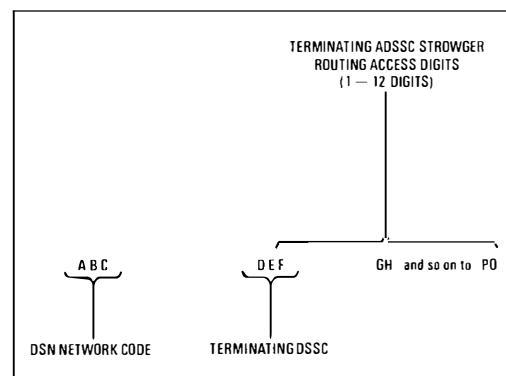 TERMINATING ADSSC STROWGER
ROUTING ACCESS DIGITS
(1 — 12 DIGITS)
A B C
D E F
GH and so on to PO
DSN NETWORK CODE
TERMINATING DSSC